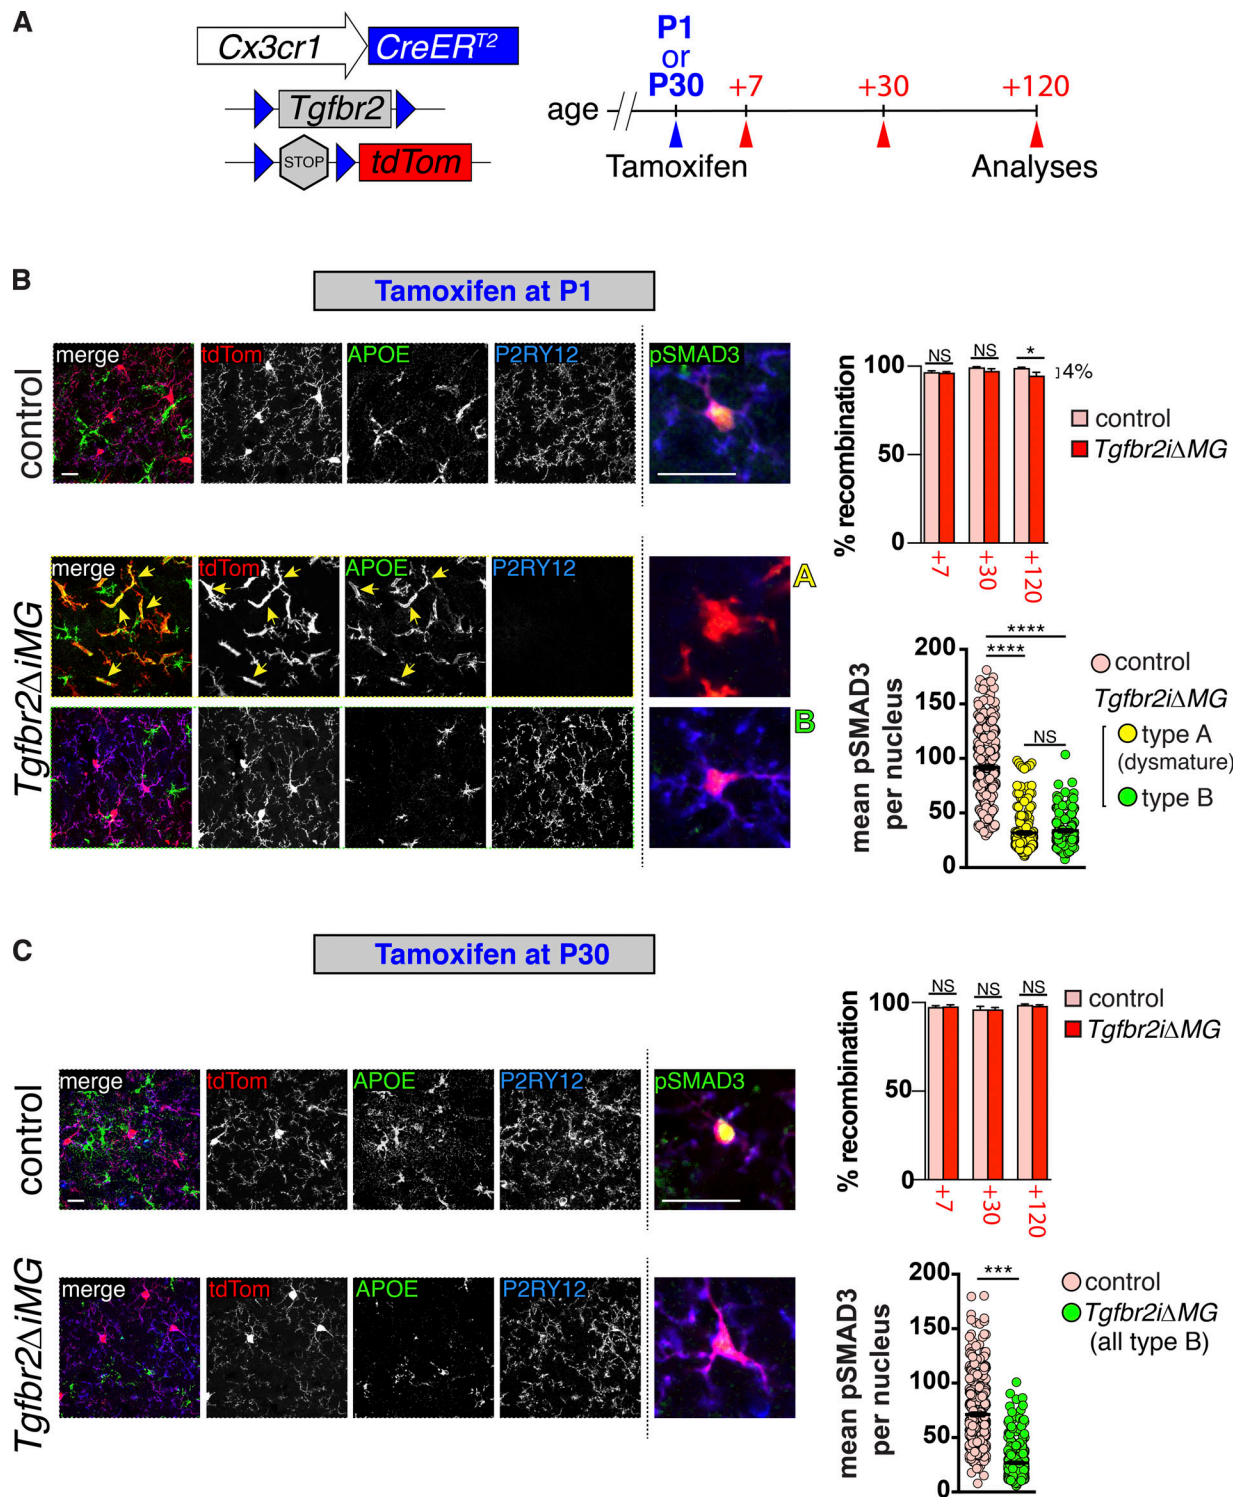 A
Cx3cr1 CreERT2
Tgfbr2
STOP tdTom
P1
or
P30 +7 +30 +120
age
Tamoxifen Analyses
B
Tamoxifen at P1
control
merge tdTom APOE P2RY12 pSMAD3
Tgfbr2ΔiMG
merge tdTom APOE P2RY12 A
B
% recombination
100
50
0
NS NS *
4%
+7 +30 +120
control
Tgfbr2iΔMG
mean pSMAD3
per nucleus
200
150
100
50
0
****
****
NS
control
Tgfbr2iΔMG
type A
(dysmature)
type B
C
Tamoxifen at P30
control
merge tdTom APOE P2RY12 pSMAD3
Tgfbr2ΔiMG
merge tdTom APOE P2RY12
% recombination
100
50
0
NS NS NS
+7 +30 +120
control
Tgfbr2iΔMG
mean pSMAD3
per nucleus
200
150
100
50
0
***
control
Tgfbr2iΔMG
(all type B)